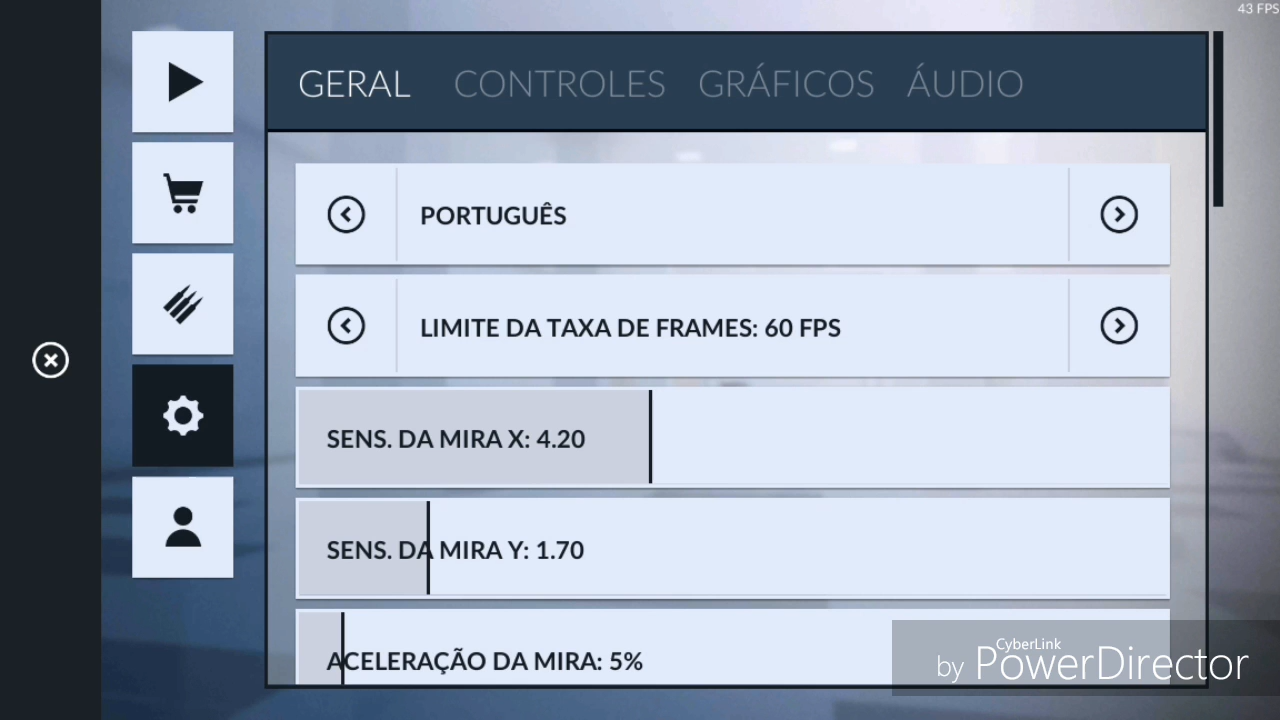 43 FPS
GERAL CONTROLES GRÁFICOS ÁUDIO
PORTUGUÊS
LIMITE DA TAXA DE FRAMES: 60 FPS
SENS. DA MIRA X: 4.20
SENS. DA MIRA Y: 1.70
ACELERAÇÃO DA MIRA: 5%
CyberLink
by PowerDirector